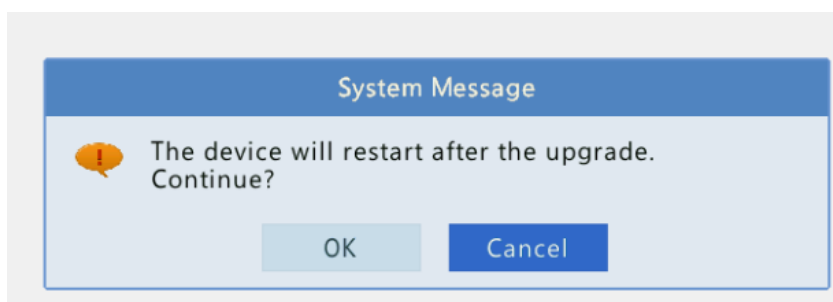 System Message
The device will restart after the upgrade.
Continue?
OK
Cancel